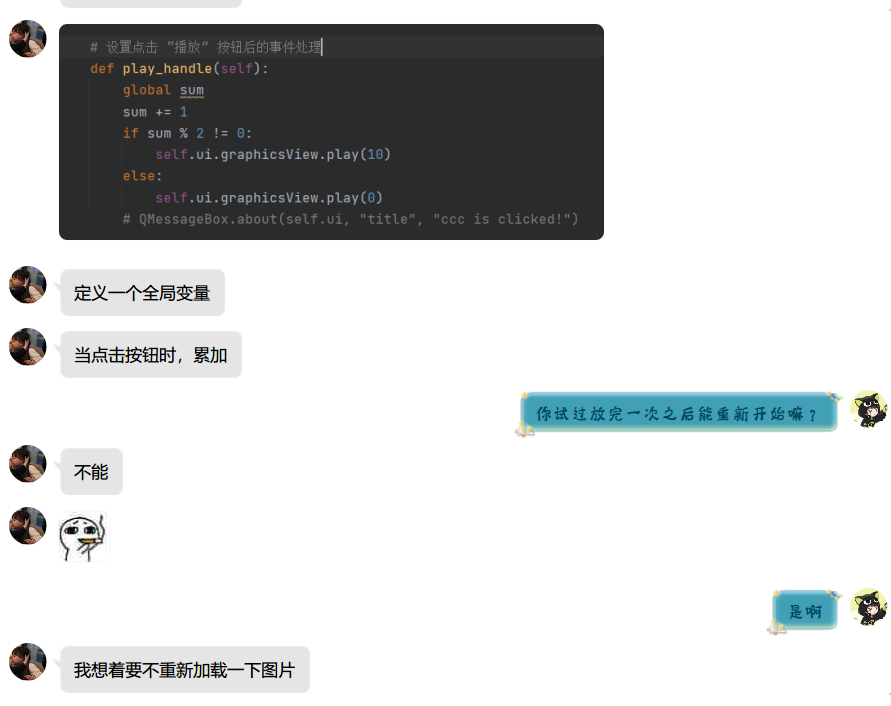 # 设置点击 ”播放“ 按钮后的事件处理
def play_handle(self):
global sum
sum += 1
if sum % 2 != 0:
self.ui.graphicsView.play(10)
else:
self.ui.graphicsView.play(0)
# QMessageBox.about(self.ui, "title", "ccc is clicked!")
定义一个全局变量
当点击按钮时，累加
你试过放完一次之后能重新开始嘛？
不能
是啊
我想着要不重新加载一下图片